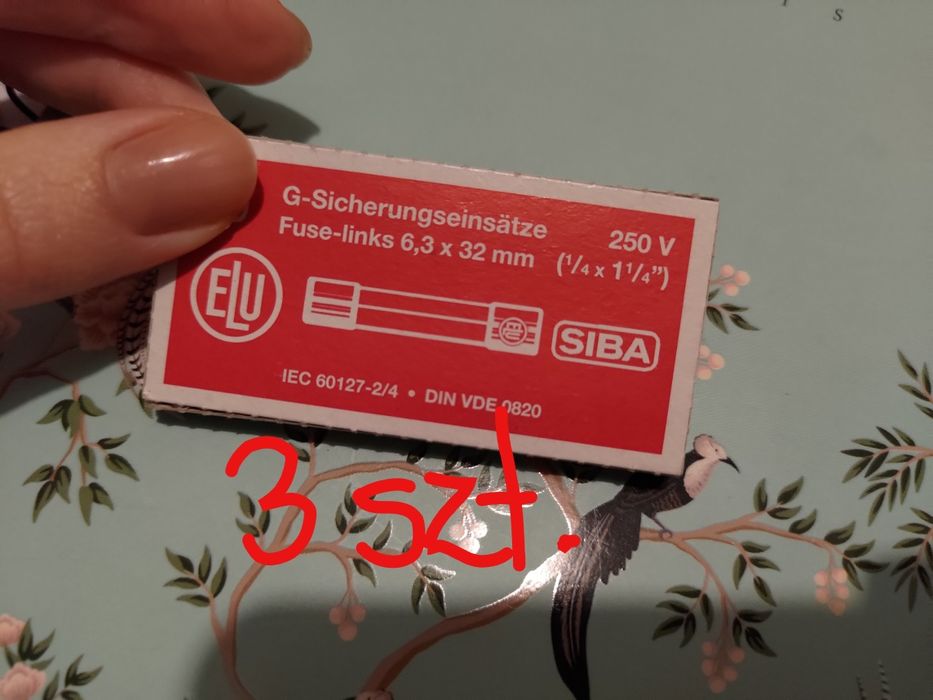 s
G-Sicherungseinsätze
Fuse-links 6,3 x 32 mm
250 V
(1/4 x 1 1/4")
ELU
SIBA
IEC 60127-2/4 • DIN VDE 0820
3 szt.